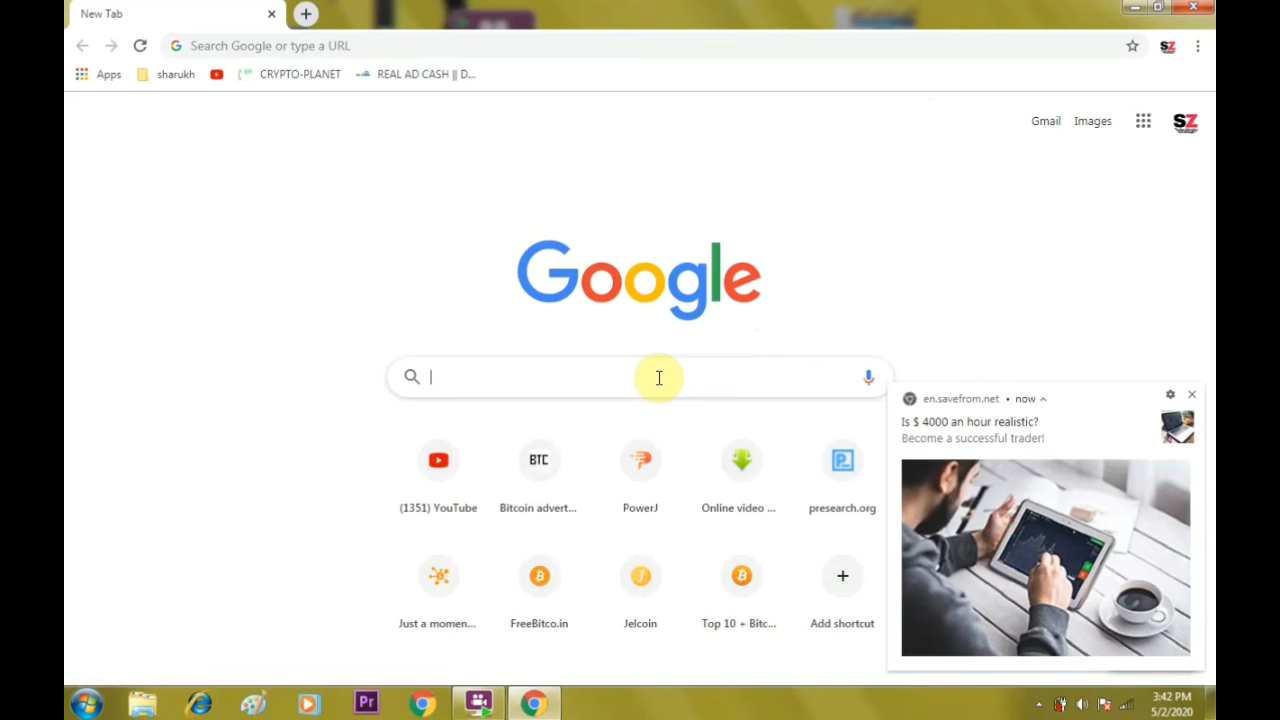 New Tab
Search Google or type a URL
SZ
Apps
sharukh
CRYPTO-PLANET
REAL AD CASH || D...
Gmail
Images
SZ
Google
en.savefrom.net • now
Is $ 4000 an hour realistic?
Become a successful trader!
BTC
(1351) YouTube
Bitcoin advert...
PowerJ
Online video ...
presearch.org
Just a momen...
FreeBitco.in
Jelcoin
Top 10 + Bitc...
Add shortcut
Pr
3:42 PM
5/2/2020